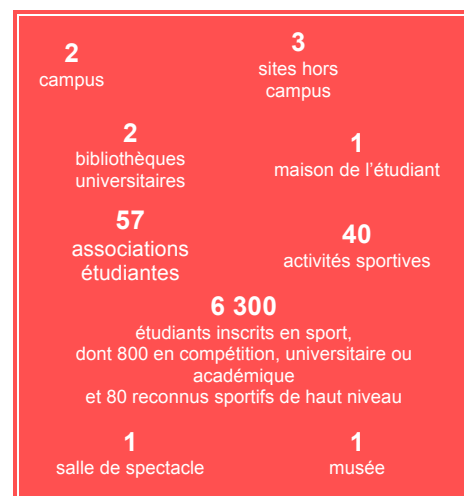 2
campus
3
sites hors
campus
2
bibliothèques
universitaires
1
maison de l'étudiant
57
associations
étudiantes
40
activités sportives
6 300
étudiants inscrits en sport,
dont 800 en compétition, universitaire ou
académique
et 80 reconnus sportifs de haut niveau
1
salle de spectacle
1
musée